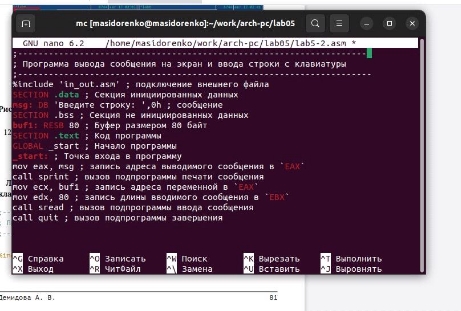 mc [masidorenko@masidorenko]:~/work/arch-pc/lab05
GNU nano 6.2    /home/masidorenko/work/arch-pc/lab05/lab5-2.asm *
;---------------------------------------------------------------------
; Программа вывода сообщения на экран и ввода строки с клавиатуры
;---------------------------------------------------------------------
%include 'in_out.asm' ; подключение внешнего файла
SECTION .data ; Секция инициированных данных
msg: DB 'Введите строку: ',0h ; сообщение
SECTION .bss ; Секция не инициированных данных
buf1: RESB 80 ; Буфер размером 80 байт
SECTION .text ; Код программы
GLOBAL _start ; Начало программы
_start: ; Точка входа в программу
mov eax, msg ; запись адреса выводимого сообщения в `EAX`
call sprint ; вызов подпрограммы печати сообщения
mov ecx, buf1 ; запись адреса переменной в `EAX`
mov edx, 80 ; запись длины вводимого сообщения в `EBX`
call sread ; вызов подпрограммы ввода сообщения
call quit ; вызов подпрограммы завершения
^G Справка ^O Записать ^W Поиск ^K Вырезать ^T Выполнить
^X Выход ^R ЧитФайл ^\ Замена ^U Вставить ^J Выровнять
Демидова А. В. 81